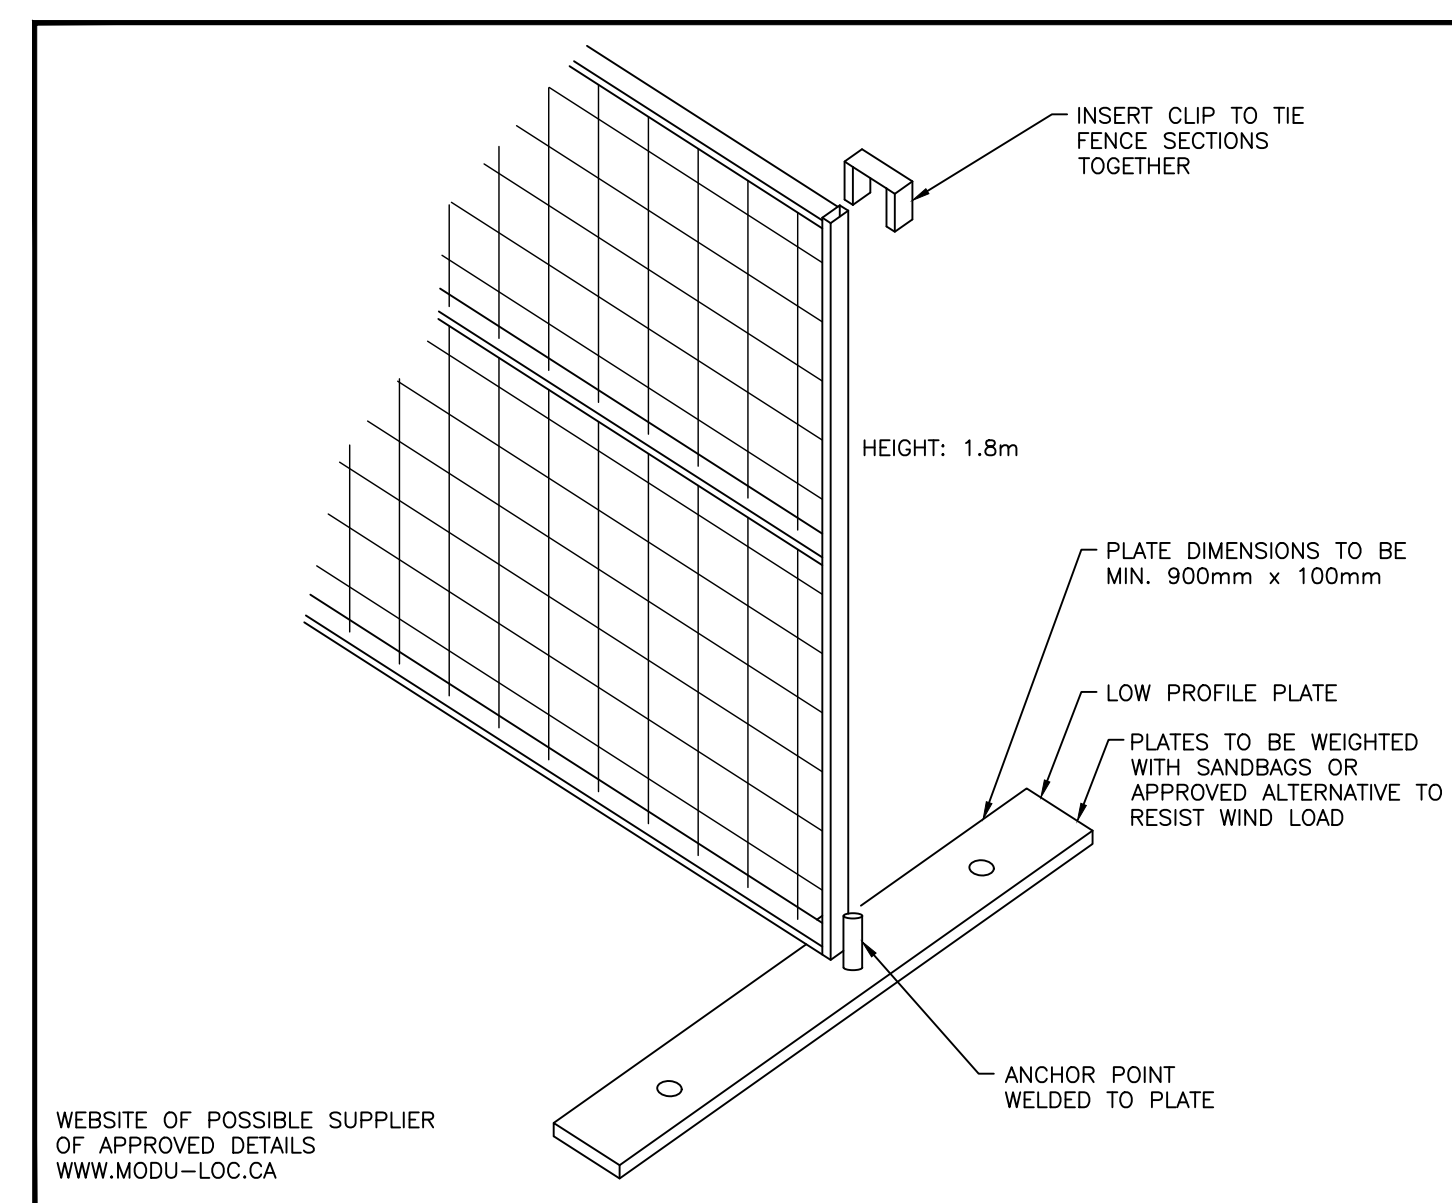 INSERT CLIP TO TIE
FENCE SECTIONS
TOGETHER
HEIGHT: 1.8m
PLATE DIMENSIONS TO BE
MIN. 900mm x 100mm
LOW PROFILE PLATE
PLATES TO BE WEIGHTED
WITH SANDBAGS OR
APPROVED ALTERNATIVE TO
RESIST WIND LOAD
ANCHOR POINT
WELDED TO PLATE
WEBSITE OF POSSIBLE SUPPLIER
OF APPROVED DETAILS
WWW.MODU-LOC.CA